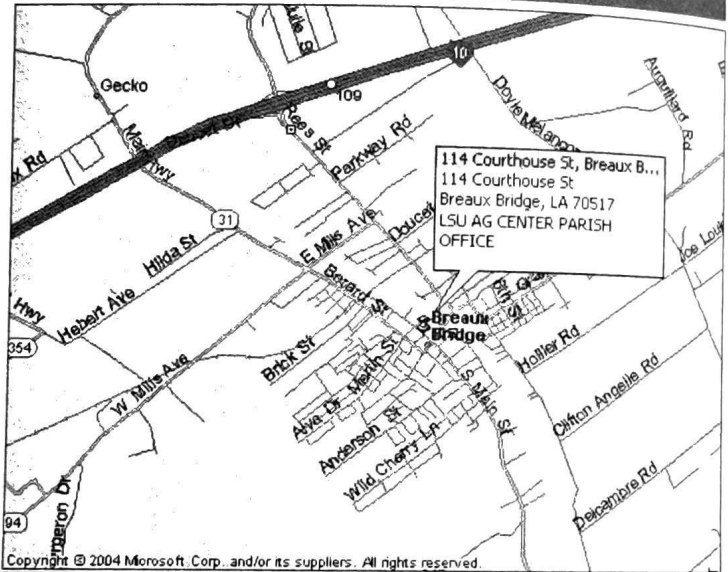 Gecko
10
109
Rees St
Parkway Rd
Doyle Melancon
Auguillard Rd
114 Courthouse St, Breaux B...
114 Courthouse St
Breaux Bridge, LA 70517
LSU AG CENTER PARISH
OFFICE
31
Hilda St
E Mills Ave
Hebert Ave
Hwy
354
W Mills Ave
Berard St
Brick St
Breaux
Bridge
8th St
Hollier Rd
Alva Dr
Anderson St
Wild Cherry Ln
S Main St
Clifton Angelle Rd
Delcambre Rd
94
Copyright © 2004 Microsoft Corp. and/or its suppliers. All rights reserved.